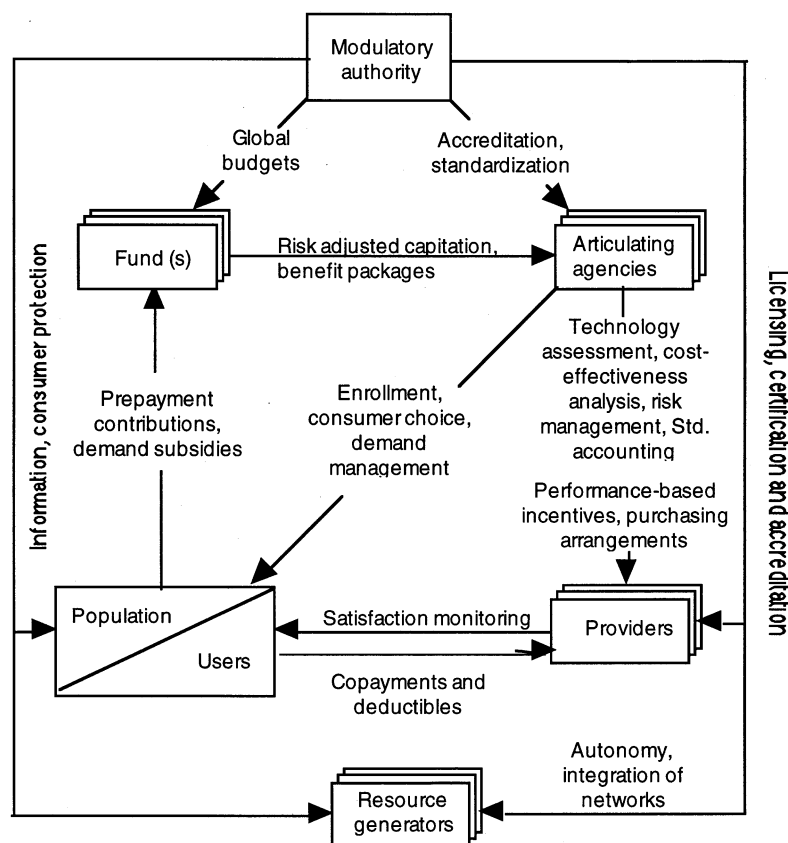 Modulatory
authority
Global
budgets
Accreditation,
standardization
Fund (s)
Risk adjusted capitation,
benefit packages
Articulating
agencies
Information, consumer protection
Licensing, certification and accreditation
Prepayment
contributions,
demand subsidies
Enrollment,
consumer choice,
demand
management
Technology
assessment, cost-
effectiveness
analysis, risk
management, Std.
accounting
Performance-based
incentives, purchasing
arrangements
Population
Users
Satisfaction monitoring
Providers
Copayments and
deductibles
Autonomy,
integration of
networks
Resource
generators